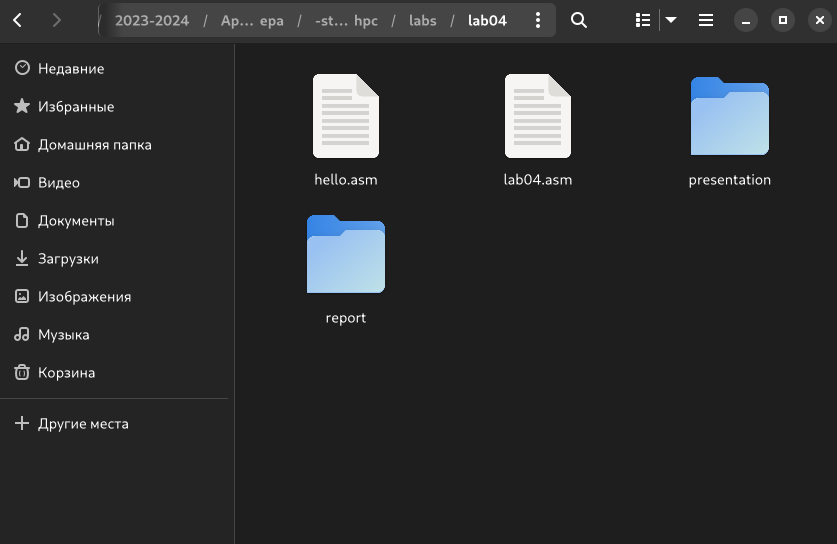 / 2023-2024 / Ар... ера / -st... hpc / labs / lab04
Недавние
Избранные
Домашняя папка
Видео
Документы
Загрузки
Изображения
Музыка
Корзина
Другие места
hello.asm
lab04.asm
presentation
report